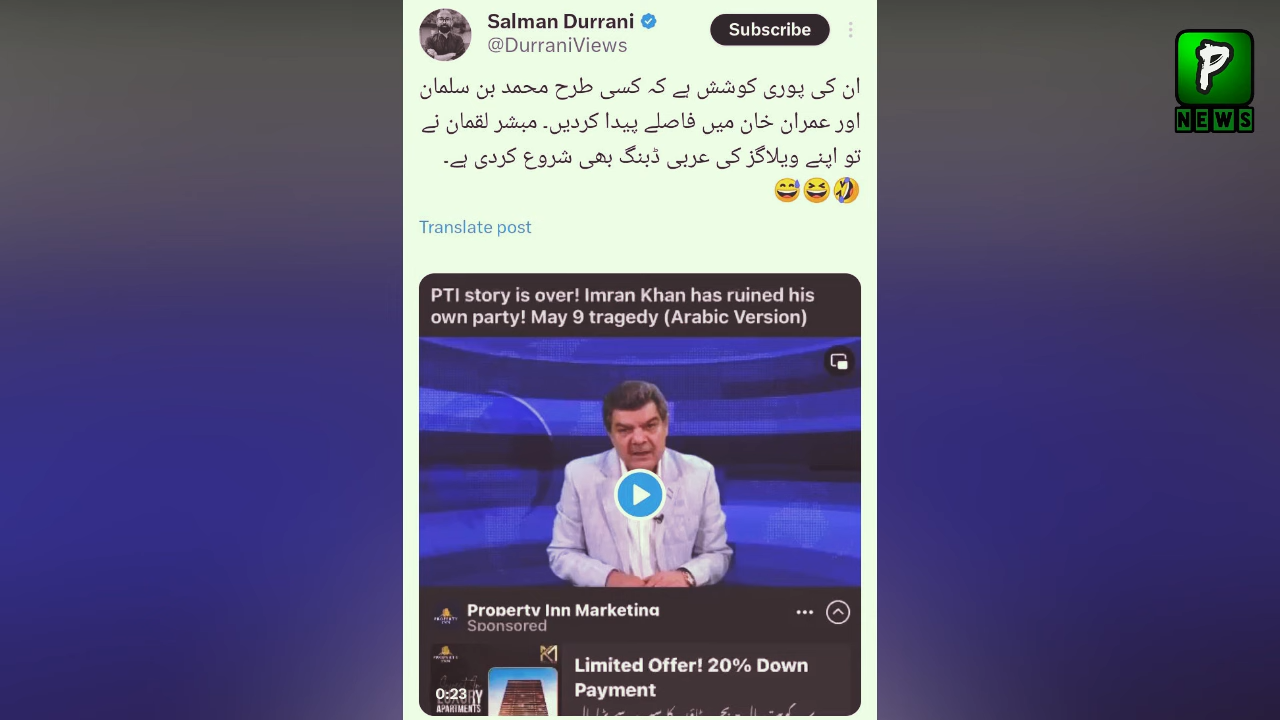 Salman Durrani
@DurraniViews
Subscribe
ان کی پوری کوشش ہے کہ کسی طرح محمد بن سلمان
اور عمران خان میں فاصلے پیدا کردیں۔ مبشر لقمان نے
تو اپنے ویلاگز کی عربی ڈبنگ بھی شروع کردی ہے۔
🤣😆😅
Translate post
PTI story is over! Imran Khan has ruined his
own party! May 9 tragedy (Arabic Version)
Property Inn Marketing
Sponsored
Limited Offer! 20% Down
Payment
0:23
LUXURY
APARTMENTS
P
NEWS